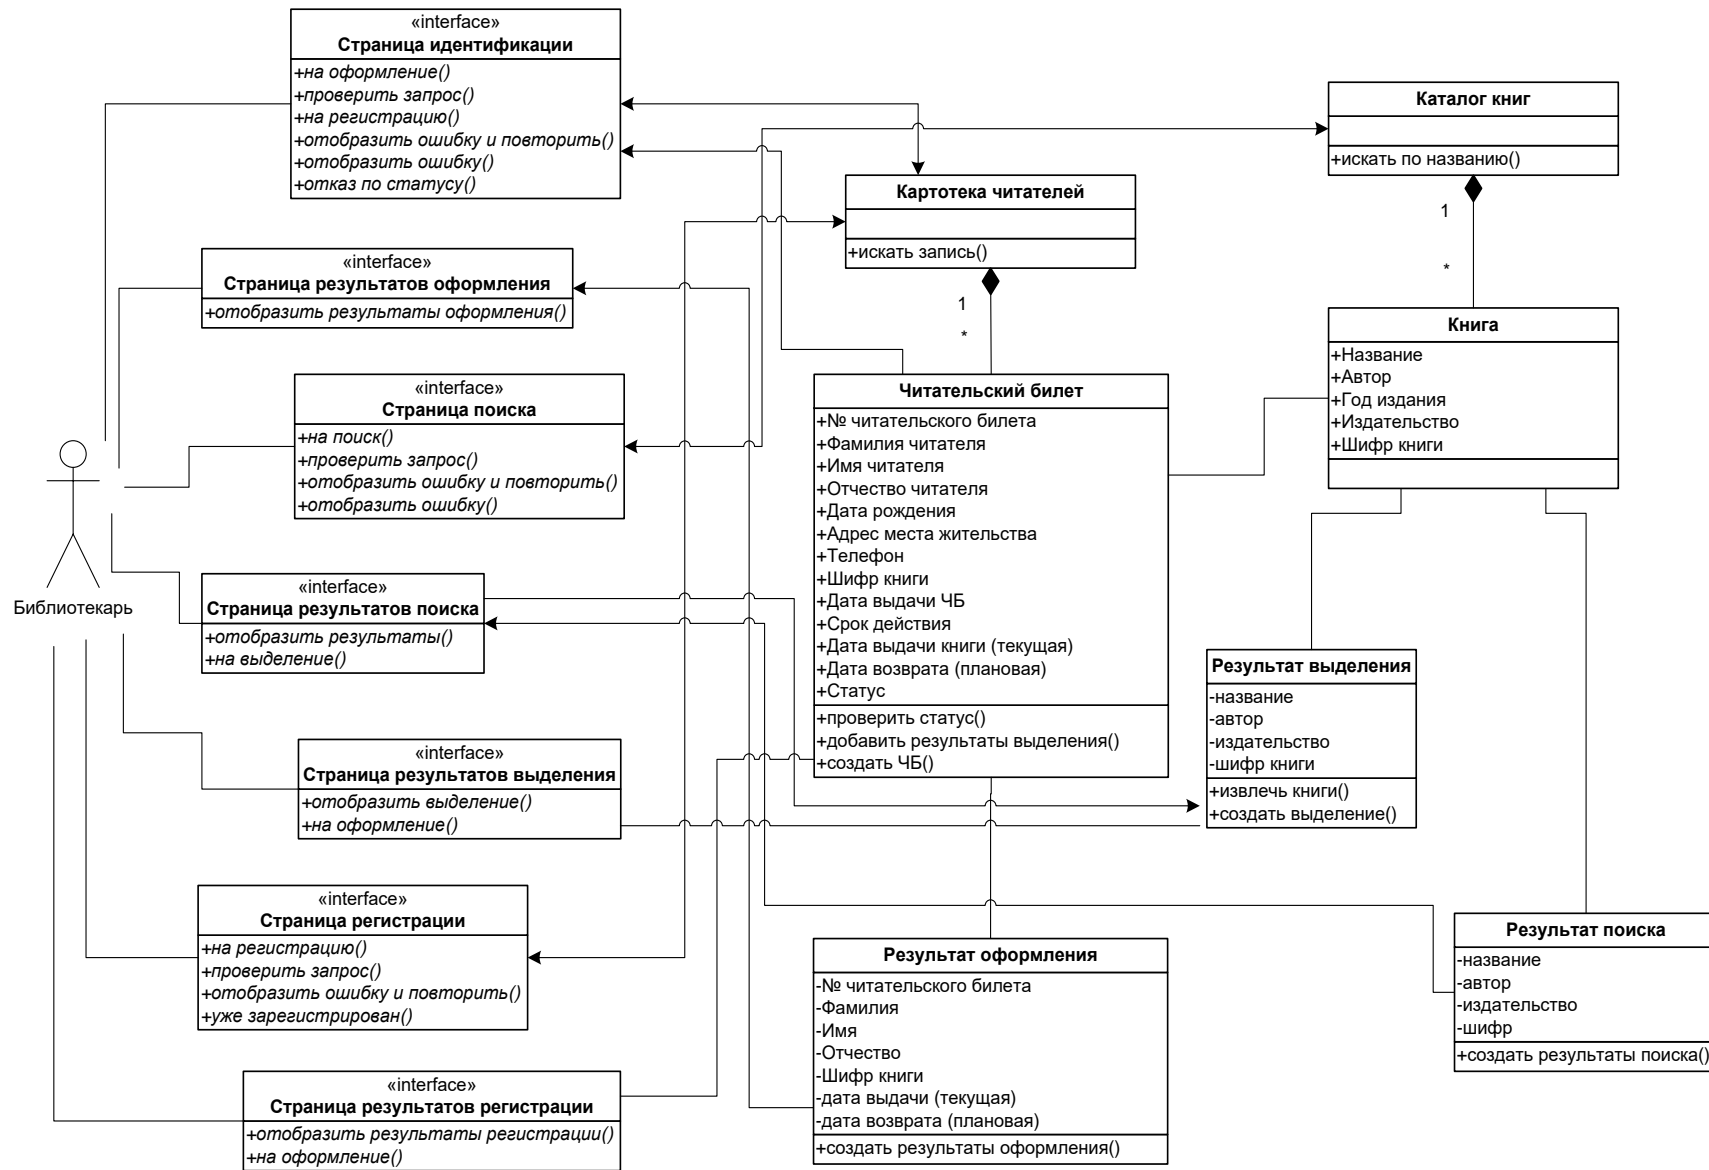 «interface»
Страница идентификации
+на оформление()
+проверить запрос()
+на регистрацию()
+отобразить ошибку и повторить()
+отобразить ошибку()
+отказ по статусу()
«interface»
Страница результатов оформления
+отобразить результаты оформления()
«interface»
Страница поиска
+на поиск()
+проверить запрос()
+отобразить ошибку и повторить()
+отобразить ошибку()
Библиотекарь
«interface»
Страница результатов поиска
+отобразить результаты()
+на выделение()
«interface»
Страница результатов выделения
+отобразить выделение()
+на оформление()
«interface»
Страница регистрации
+на регистрацию()
+проверить запрос()
+отобразить ошибку и повторить()
+уже зарегистрирован()
«interface»
Страница результатов регистрации
+отобразить результаты регистрации()
+на оформление()
Картотека читателей
+искать запись()
1
*
Читательский билет
+№ читательского билета
+Фамилия читателя
+Имя читателя
+Отчество читателя
+Дата рождения
+Адрес места жительства
+Телефон
+Шифр книги
+Дата выдачи ЧБ
+Срок действия
+Дата выдачи книги (текущая)
+Дата возврата (плановая)
+Статус
+проверить статус()
+добавить результаты выделения()
+создать ЧБ()
Результат оформления
-№ читательского билета
-Фамилия
-Имя
-Отчество
-Шифр книги
-дата выдачи (текущая)
-дата возврата (плановая)
+создать результаты оформления()
Каталог книг
+искать по названию()
1
*
Книга
+Название
+Автор
+Год издания
+Издательство
+Шифр книги
Результат выделения
-название
-автор
-издательство
-шифр книги
+извлечь книги()
+создать выделение()
Результат поиска
-название
-автор
-издательство
-шифр
+создать результаты поиска()